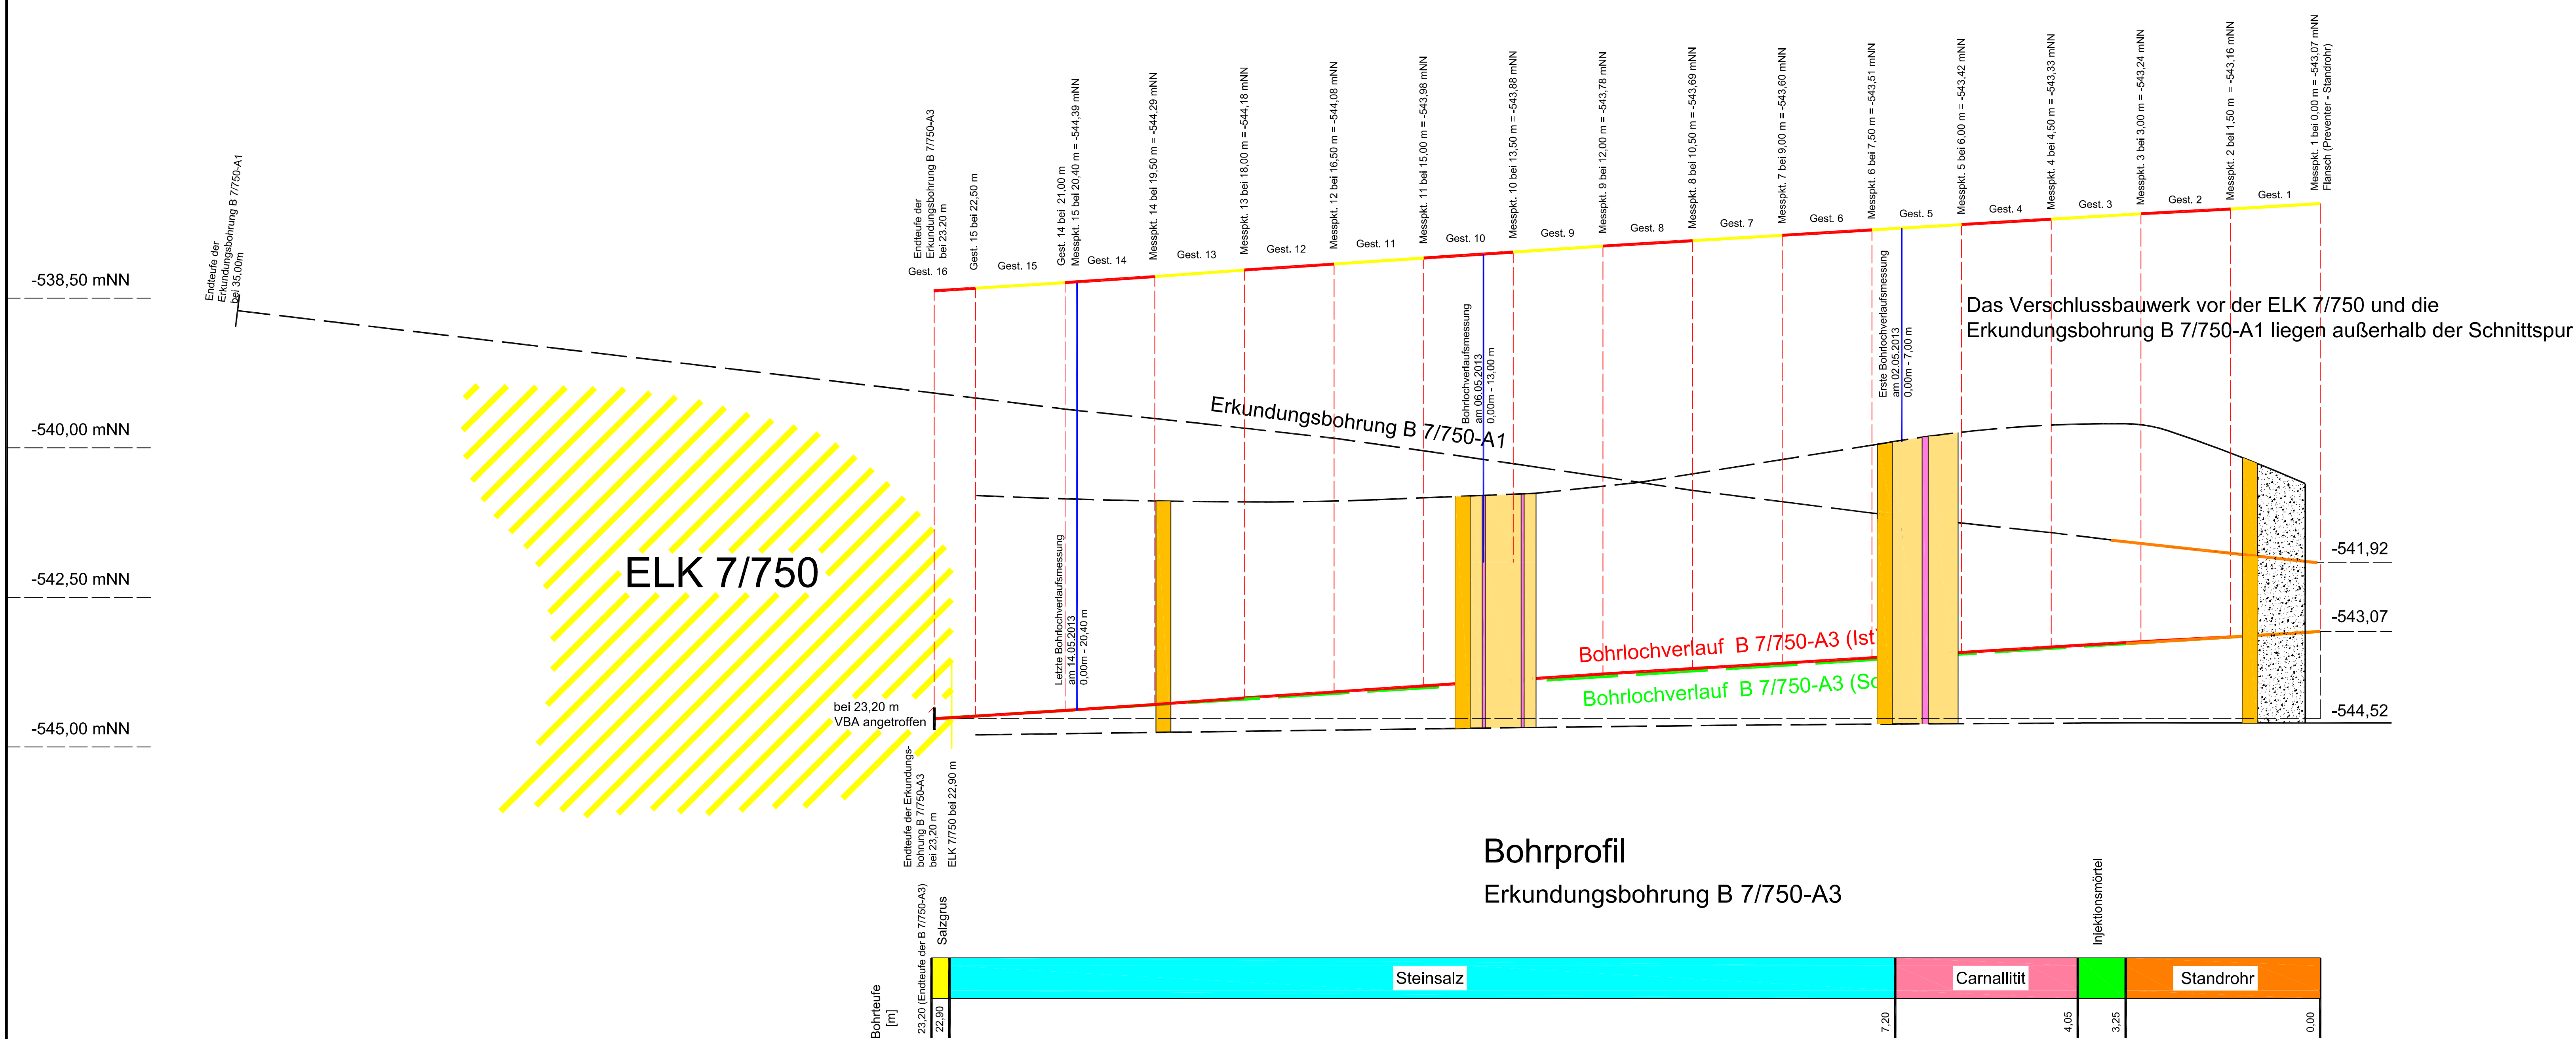 -538,50 mNN
-540,00 mNN
-542,50 mNN
-545,00 mNN
Endteufe der
Erkundungsbohrung B 7/750-A1
bei 35,00m
Endteufe der
Erkundungsbohrung B 7/750-A3
bei 23.20 m
Gest. 15 bei 22,50 m
Gest. 14 bei 21,00 m
Messpkt. 15 bei 20,40 m = -544,39 mNN
Messpkt. 14 bei 19,50 m = -544,29 mNN
Messpkt. 13 bei 18,00 m = -544,18 mNN
Messpkt. 12 bei 16,50 m = -544,08 mNN
Messpkt. 11 bei 15,00 m = -543,98 mNN
Messpkt. 10 bei 13,50 m = -543,88 mNN
Messpkt. 9 bei 12,00 m = -543,78 mNN
Messpkt. 8 bei 10,50 m = -543,69 mNN
Messpkt. 7 bei 9,00 m = -543,60 mNN
Messpkt. 6 bei 7,50 m = -543,51 mNN
Messpkt. 5 bei 6,00 m = -543,42 mNN
Messpkt. 4 bei 4,50 m = -543,33 mNN
Messpkt. 3 bei 3,00 m = -543,24 mNN
Messpkt. 2 bei 1,50 m = -543,16 mNN
Messpkt. 1 bei 0,00 m = -543,07 mNN
Flansch (Preventer - Standrohr)
Gest. 16
Gest. 15
Gest. 14
Gest. 13
Gest. 12
Gest. 11
Gest. 10
Gest. 9
Gest. 8
Gest. 7
Gest. 6
Gest. 5
Gest. 4
Gest. 3
Gest. 2
Gest. 1
Das Verschlussbauwerk vor der ELK 7/750 und die
Erkundungsbohrung B 7/750-A1 liegen außerhalb der Schnittspur
Erste Bohrlochverlaufsmessung
am 02.05.2013
0,00m - 7,00 m
Bohrlochverlaufsmessung
am 06.05.2013
0,00m - 13,00 m
Erkundungsbohrung B 7/750-A1
Letzte Bohrlochverlaufsmessung
am 14.05.2013
0,00m - 20,40 m
ELK 7/750
-541,92
-543,07
-544,52
Bohrlochverlauf B 7/750-A3 (Ist
Bohrlochverlauf B 7/750-A3 (So
bei 23,20 m
VBA angetroffen
Endteufe der Erkundungs-
bohrung B 7/750-A3
bei 23,20 m
ELK 7/750 bei 22,90 m
Bohrprofil
Erkundungsbohrung B 7/750-A3
Bohrteufe
[m]
23,20 (Endteufe der B 7/750-A3)
Salzgrus
22,90
Steinsalz
7,20
Carnallitit
4,05
Injektionsmörtel
3,25
Standrohr
0,00